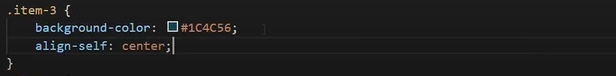 .item-3 {
    background-color: #1C4C56;
    align-self: center;
}